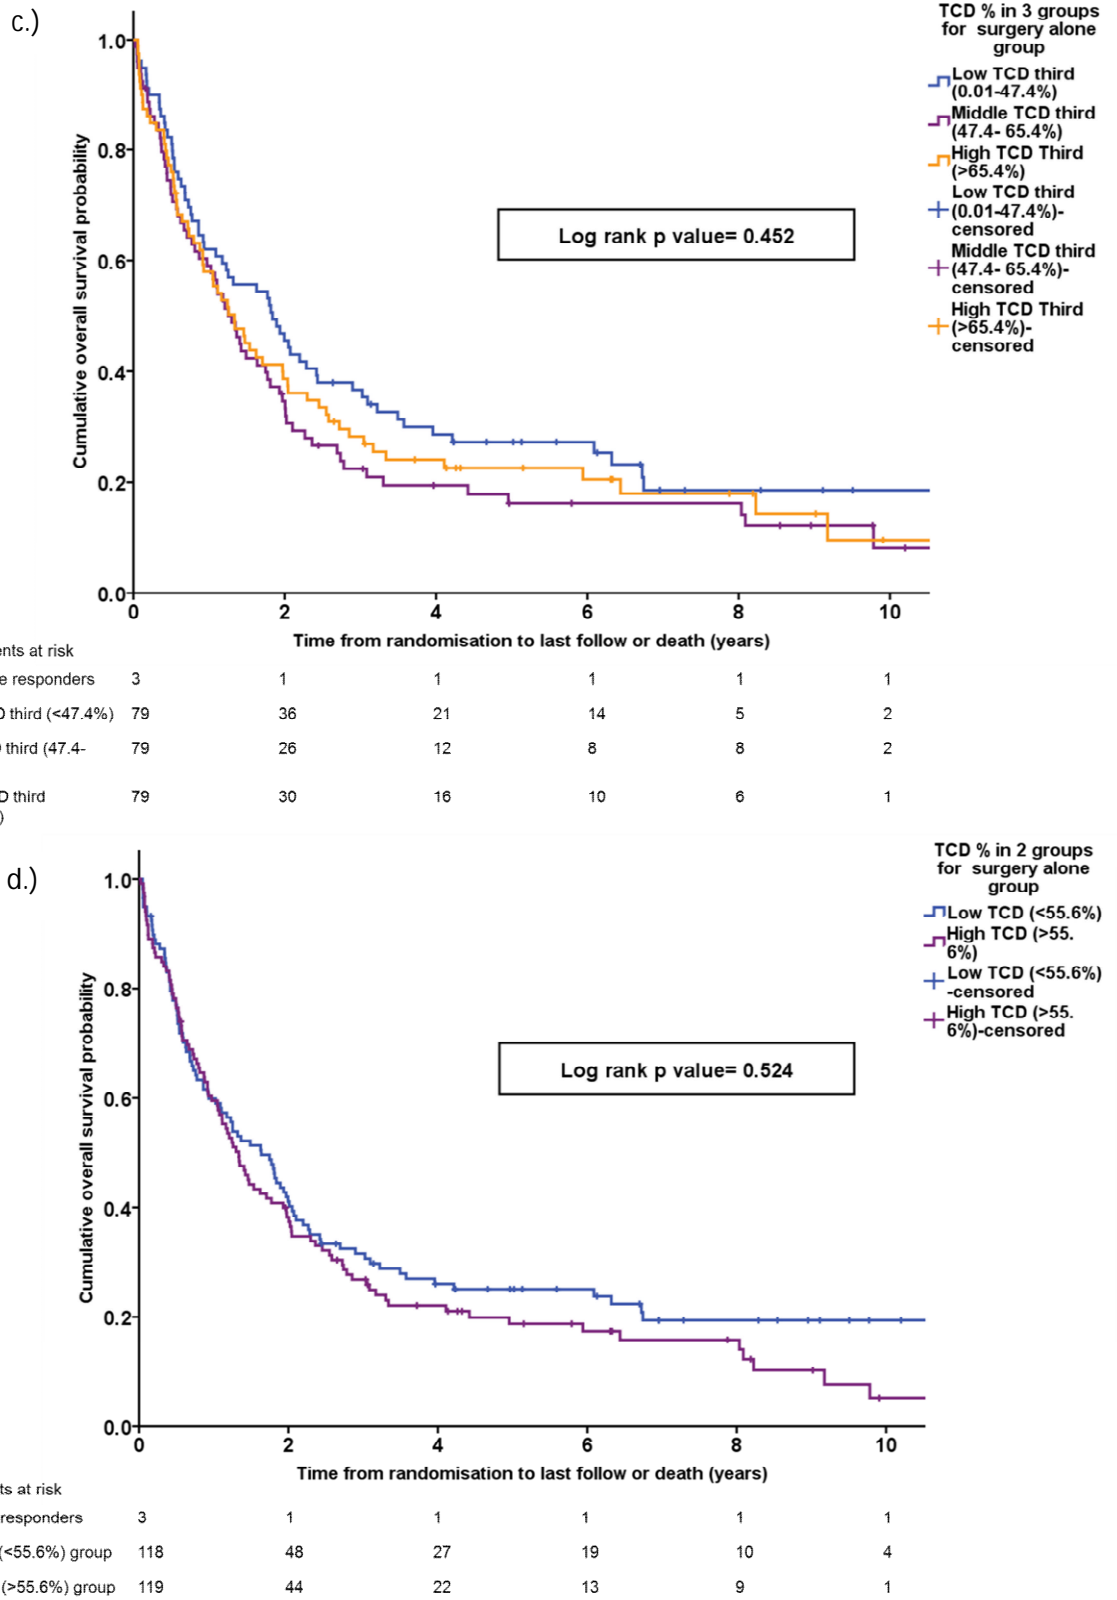 c.)
TCD % in 3 groups
for surgery alone
group
Low TCD third
(0.01-47.4%)
Middle TCD third
(47.4- 65.4%)
High TCD Third
(>65.4%)
Low TCD third
(0.01-47.4%)-
censored
Middle TCD third
(47.4- 65.4%)-
censored
High TCD Third
(>65.4%)-
censored
Cumulative overall survival probability
1.0
0.8
0.6
0.4
0.2
0.0
Log rank p value= 0.452
0 2 4 6 8 10
Time from randomisation to last follow or death (years)
ents at risk
e responders 3 1 1 1 1 1
D third (<47.4%) 79 36 21 14 5 2
third (47.4- 79 26 12 8 8 2
D third 79 30 16 10 6 1
)
d.)
TCD % in 2 groups
for surgery alone
group
Low TCD (<55.6%)
High TCD (>55.
6%)
Low TCD (<55.6%)
-censored
High TCD (>55.
6%)-censored
Cumulative overall survival probability
1.0
0.8
0.6
0.4
0.2
0.0
Log rank p value= 0.524
0 2 4 6 8 10
Time from randomisation to last follow or death (years)
ts at risk
responders 3 1 1 1 1 1
(<55.6%) group 118 48 27 19 10 4
(>55.6%) group 119 44 22 13 9 1